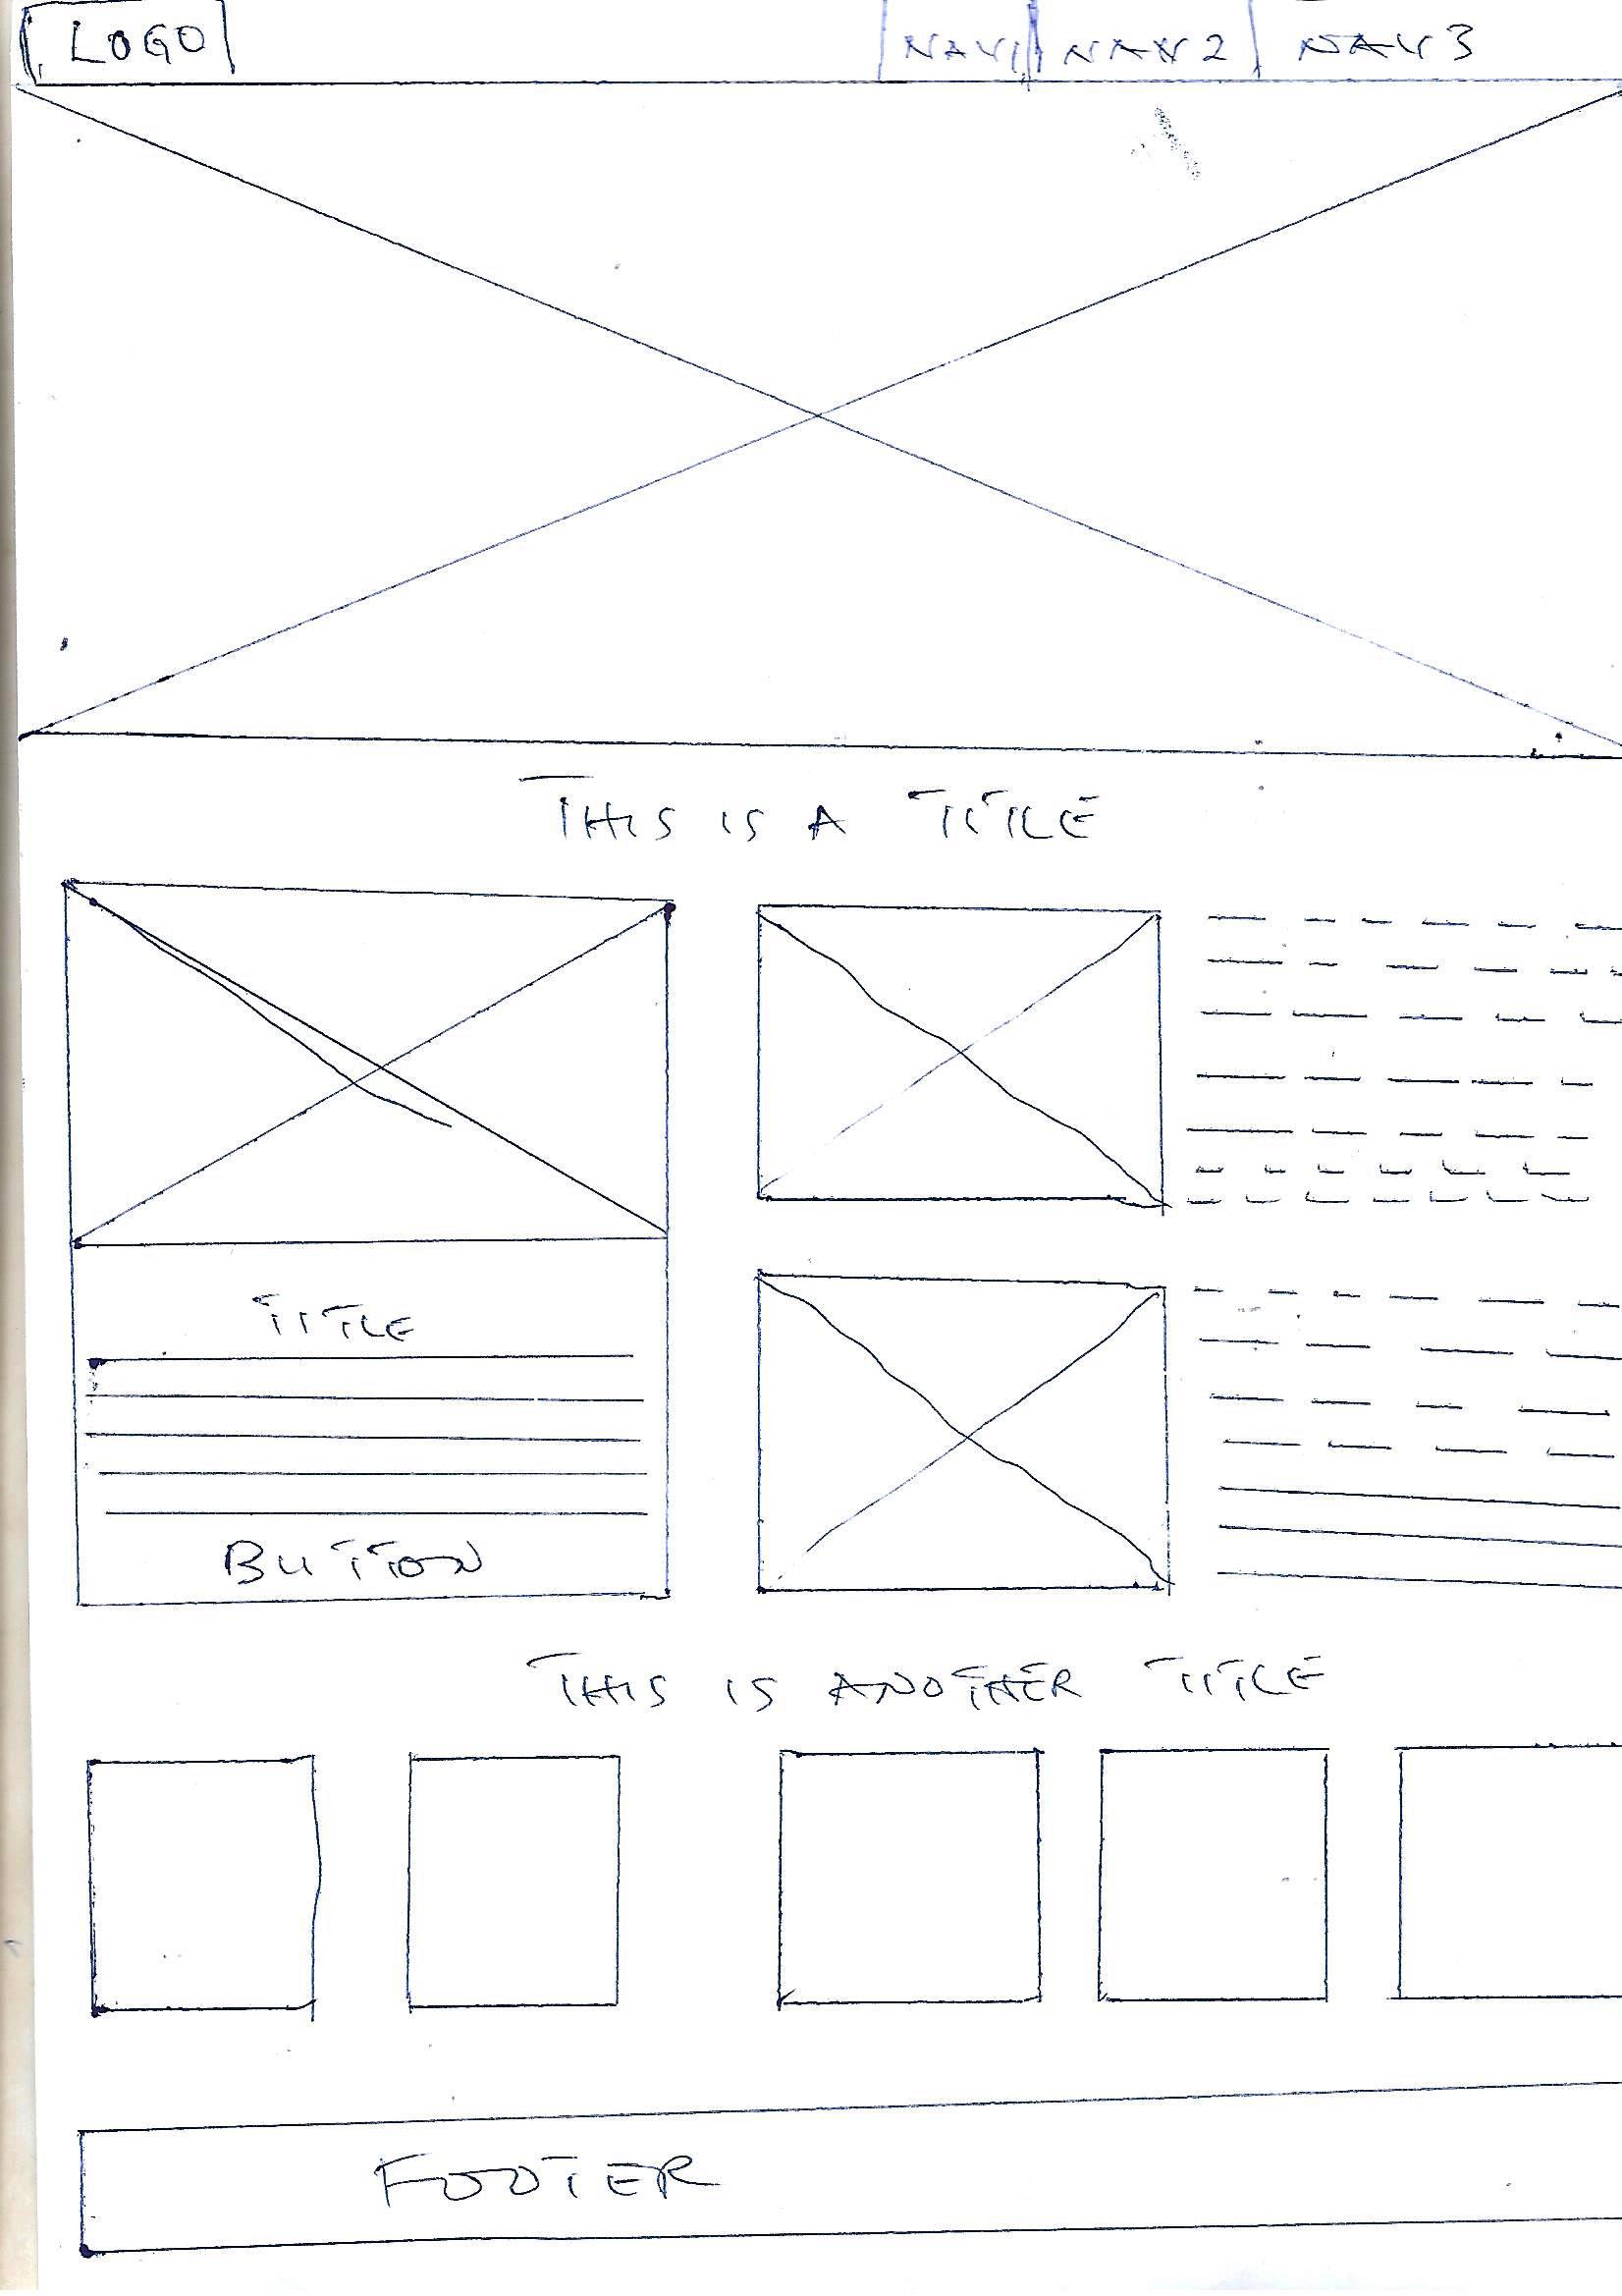 LOGO NAV1 NAV2 NAV3
THIS IS A TITLE
TITLE
BUTTON
THIS IS ANOTHER TITLE
FOOTER